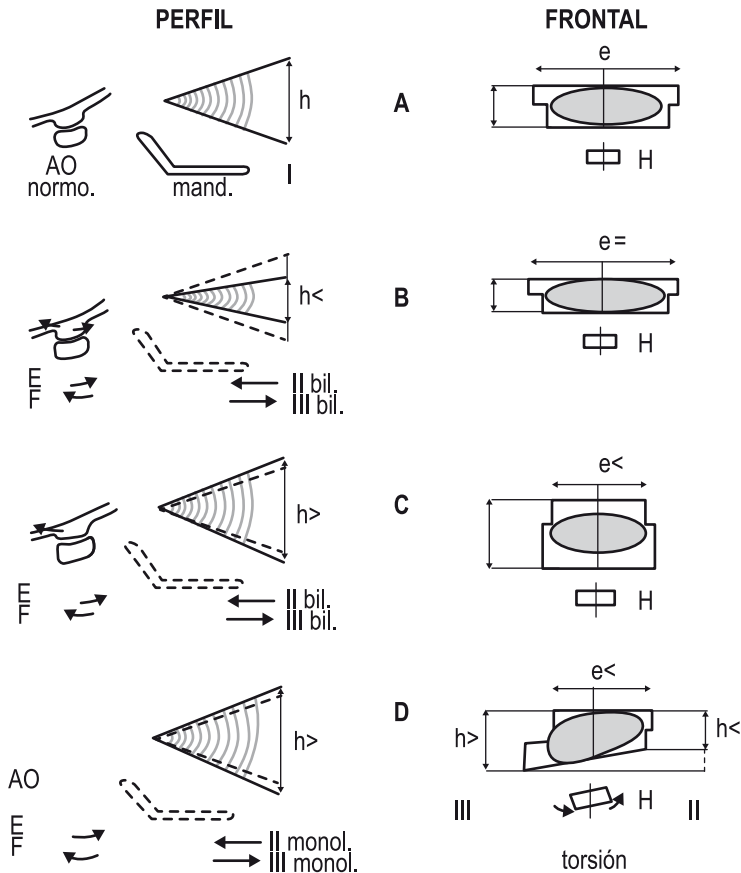 PERFIL
FRONTAL
h
A
e
H
AO
normo.
mand.
I
h<
B
e=
H
E
F
II bil.
III bil.
h>
C
e<
H
E
F
II bil.
III bil.
h>
D
e<
h>
h<
AO
H
III
II
E
F
II monol.
III monol.
torsión